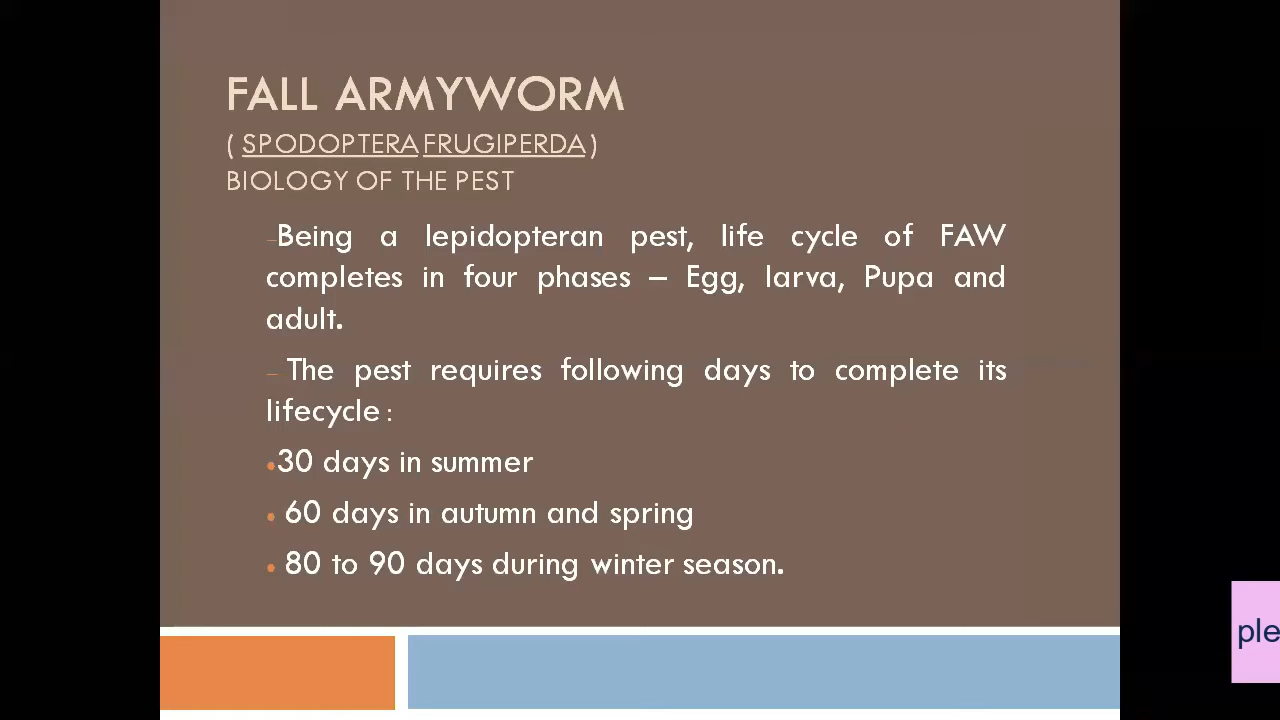 FALL ARMYWORM
( SPODOPTERA FRUGIPERDA )
BIOLOGY OF THE PEST
–Being a lepidopteran pest, life cycle of FAW
completes in four phases – Egg, larva, Pupa and
adult.
– The pest requires following days to complete its
lifecycle :
•30 days in summer
• 60 days in autumn and spring
• 80 to 90 days during winter season.
ple